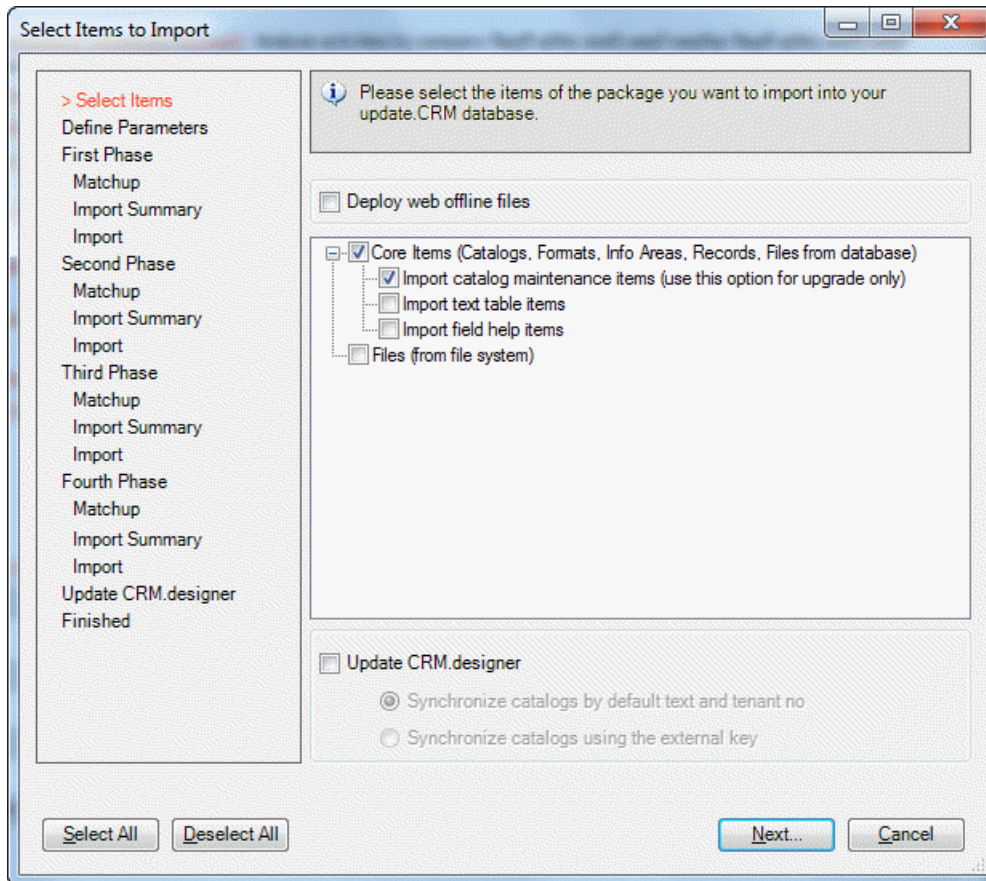 Select Items to Import
> Select Items
Define Parameters
First Phase
Matchup
Import Summary
Import
Second Phase
Matchup
Import Summary
Import
Third Phase
Matchup
Import Summary
Import
Fourth Phase
Matchup
Import Summary
Import
Update CRM.designer
Finished
Please select the items of the package you want to import into your
update.CRM database.
Deploy web offline files
Core Items (Catalogs, Formats, Info Areas, Records, Files from database)
Import catalog maintenance items (use this option for upgrade only)
Import text table items
Import field help items
Files (from file system)
Update CRM.designer
Synchronize catalogs by default text and tenant no
Synchronize catalogs using the external key
Select All
Deselect All
Next...
Cancel